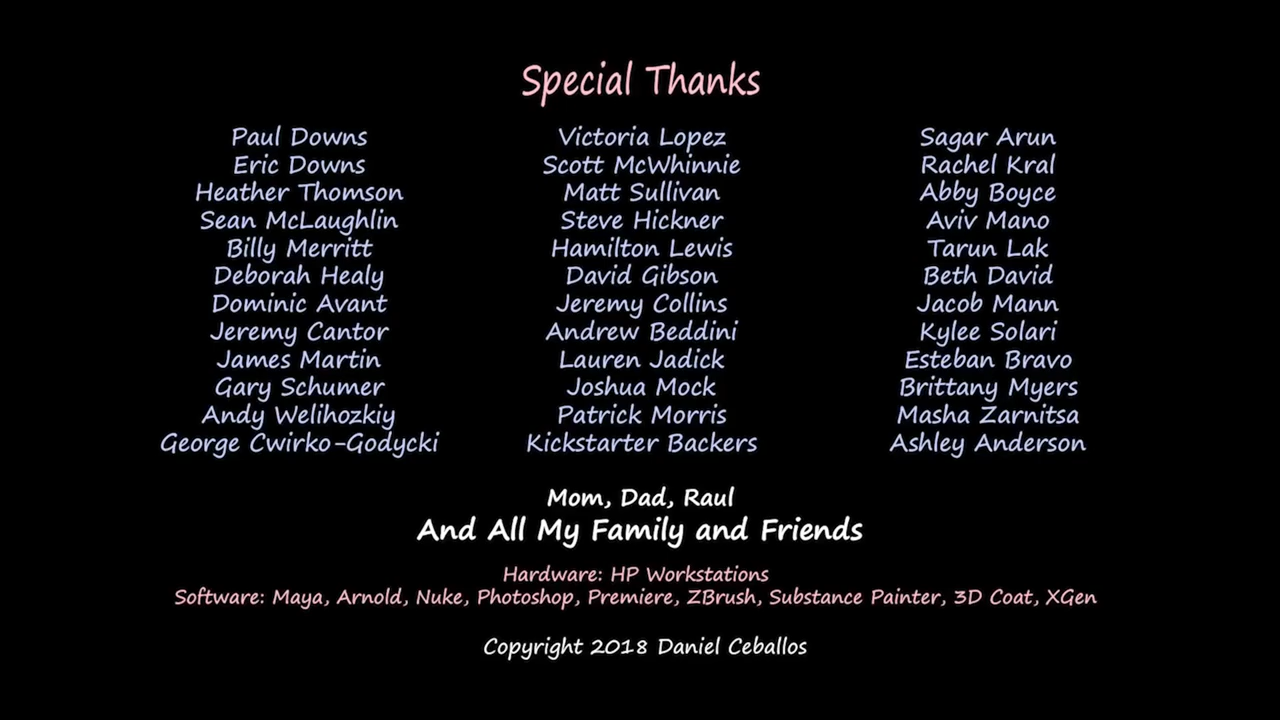 Special Thanks
Paul Downs
Eric Downs
Heather Thomson
Sean McLaughlin
Billy Merritt
Deborah Healy
Dominic Avant
Jeremy Cantor
James Martin
Gary Schumer
Andy Welihozkiy
George Cwirko-Godycki
Victoria Lopez
Scott McWhinnie
Matt Sullivan
Steve Hickner
Hamilton Lewis
David Gibson
Jeremy Collins
Andrew Beddini
Lauren Jadick
Joshua Mock
Patrick Morris
Kickstarter Backers
Sagar Arun
Rachel Kral
Abby Boyce
Aviv Mano
Tarun Lak
Beth David
Jacob Mann
Kylee Solari
Esteban Bravo
Brittany Myers
Masha Zarnitsa
Ashley Anderson
Mom, Dad, Raul
And All My Family and Friends
Hardware: HP Workstations
Software: Maya, Arnold, Nuke, Photoshop, Premiere, ZBrush, Substance Painter, 3D Coat, XGen
Copyright 2018 Daniel Ceballos